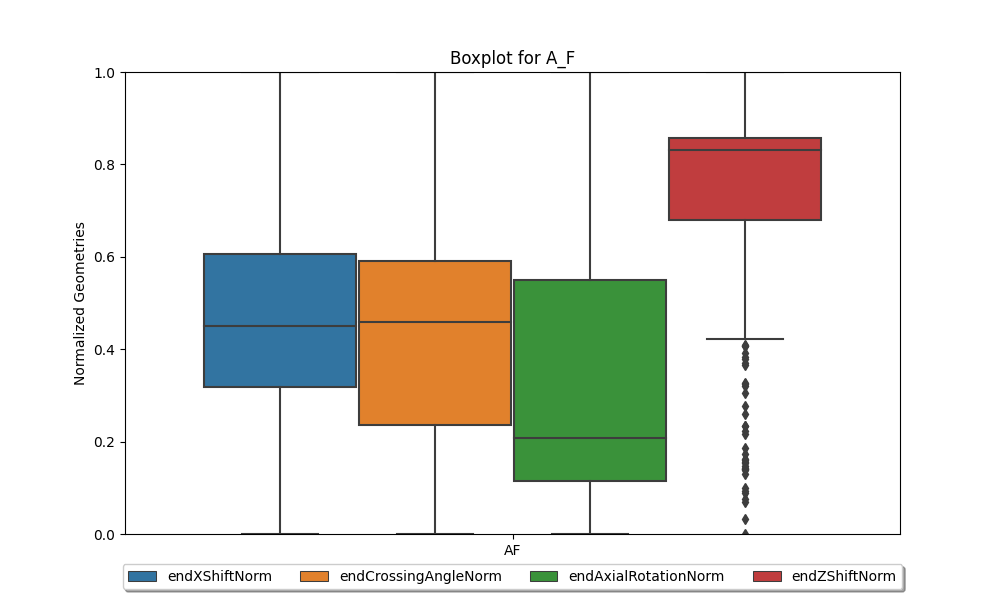 Boxplot for A_F
1.0
0.8
0.6
0.4
0.2
0.0
Normalized Geometries
AF
endXShiftNorm endCrossingAngleNorm endAxialRotationNorm endZShiftNorm